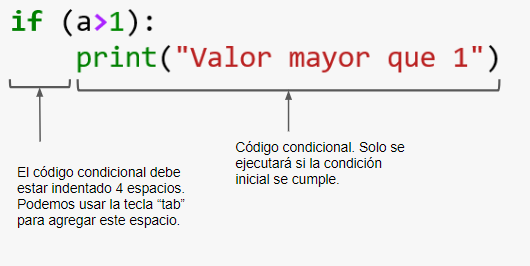 if (a>1):
print("Valor mayor que 1")
El código condicional debe
estar indentado 4 espacios.
Podemos usar la tecla “tab”
para agregar este espacio.
Código condicional. Solo se
ejecutará si la condición
inicial se cumple.